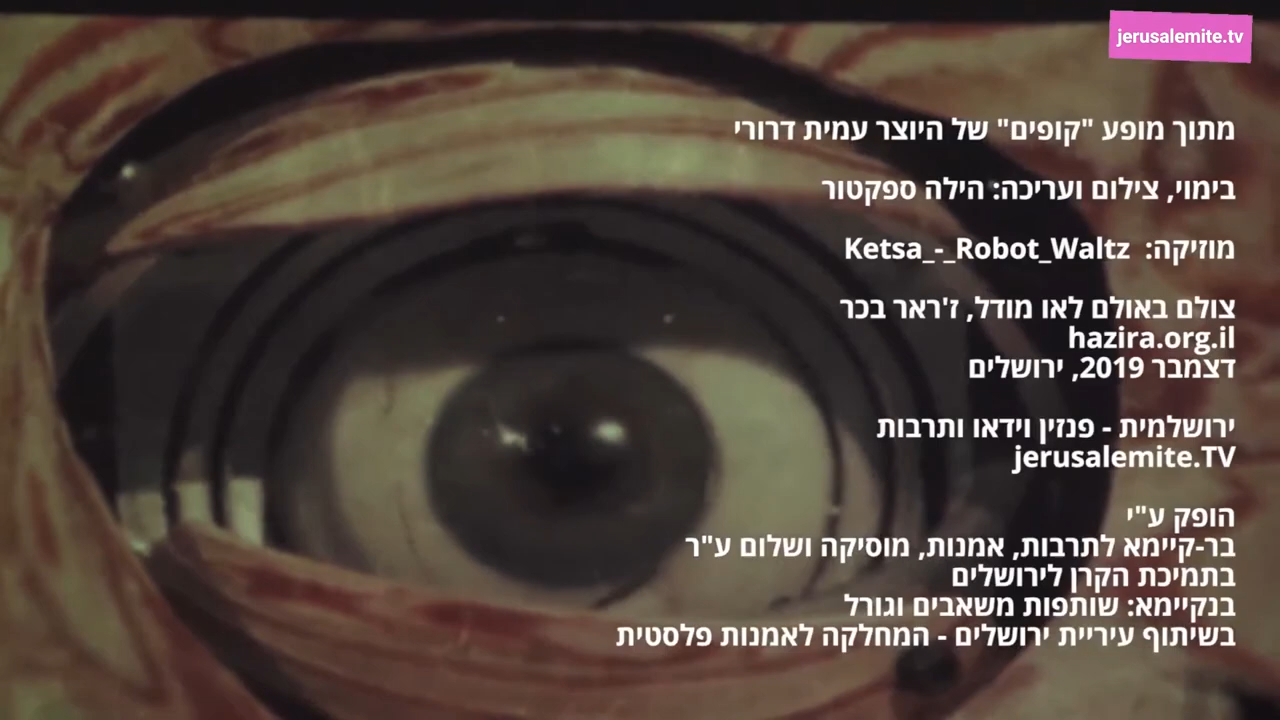 jerusalemite.tv
מתוך מופע "קופים" של היוצר עמית דרורי
בימוי, צילום ועריכה: הילה ספקטור
מוזיקה: Ketsa_-_Robot_Waltz
צולם באולם לאו מודל, ז'ראר בכר
hazira.org.il
דצמבר 2019, ירושלים
ירושלמית - פנזין וידאו ותרבות
jerusalemite.TV
הופק ע"י
בר-קיימא לתרבות, אמנות, מוסיקה ושלום ע"ר
בתמיכת הקרן לירושלים
בנקיימא: שותפות משאבים וגורל
בשיתוף עיריית ירושלים - המחלקה לאמנות פלסטית